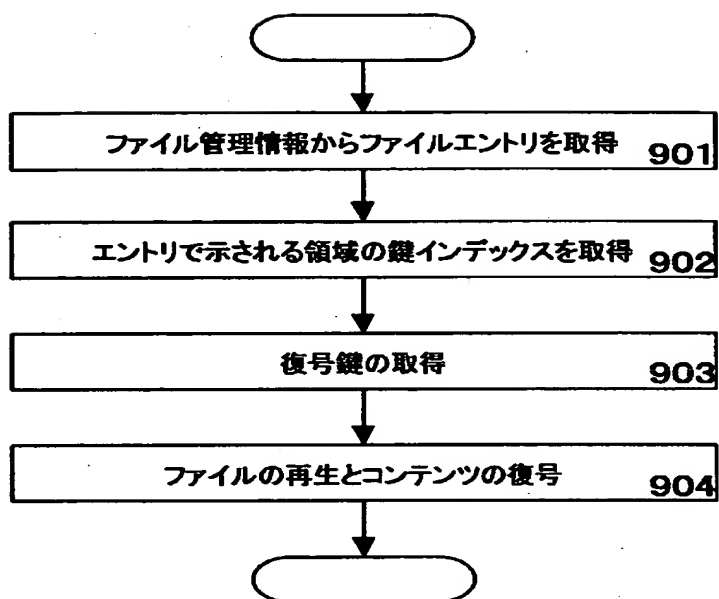 ファイル管理情報からファイルエントリを取得 901
エントリで示される領域の鍵インデックスを取得 902
復号鍵の取得 903
ファイルの再生とコンテンツの復号 904